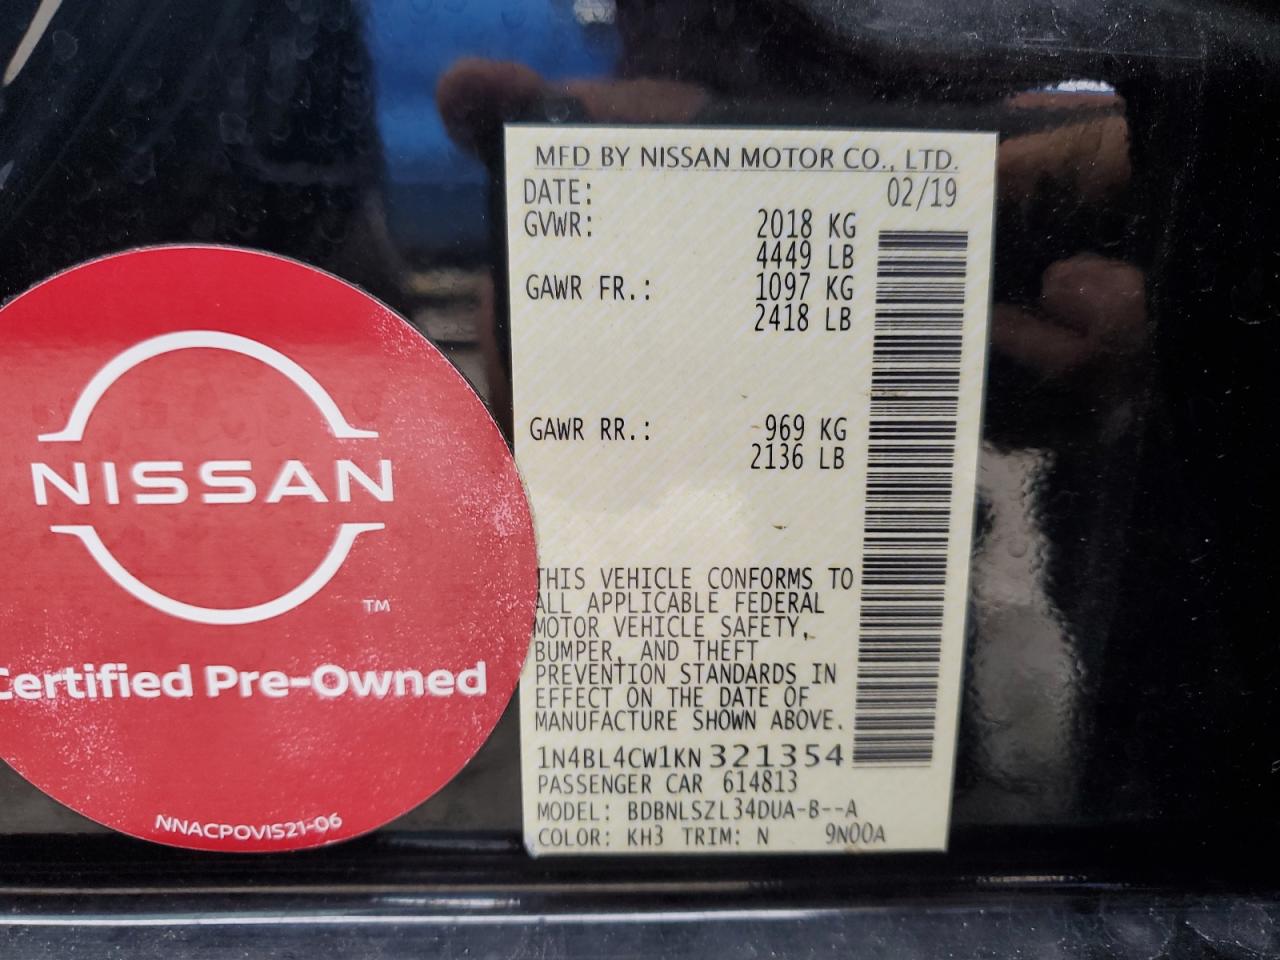 MFD BY NISSAN MOTOR CO., LTD.
DATE: 02/19
GVWR: 2018 KG
4449 LB
GAWR FR.: 1097 KG
2418 LB
GAWR RR.: 969 KG
2136 LB
THIS VEHICLE CONFORMS TO
ALL APPLICABLE FEDERAL
MOTOR VEHICLE SAFETY,
BUMPER, AND THEFT
PREVENTION STANDARDS IN
EFFECT ON THE DATE OF
MANUFACTURE SHOWN ABOVE.
1N4BL4CW1KN321354
PASSENGER CAR 614813
MODEL: BDBNLSZL34DUA-B--A
COLOR: KH3 TRIM: N 9N00A
NISSAN
TM
Certified Pre-Owned
NNACPOVIS21-06